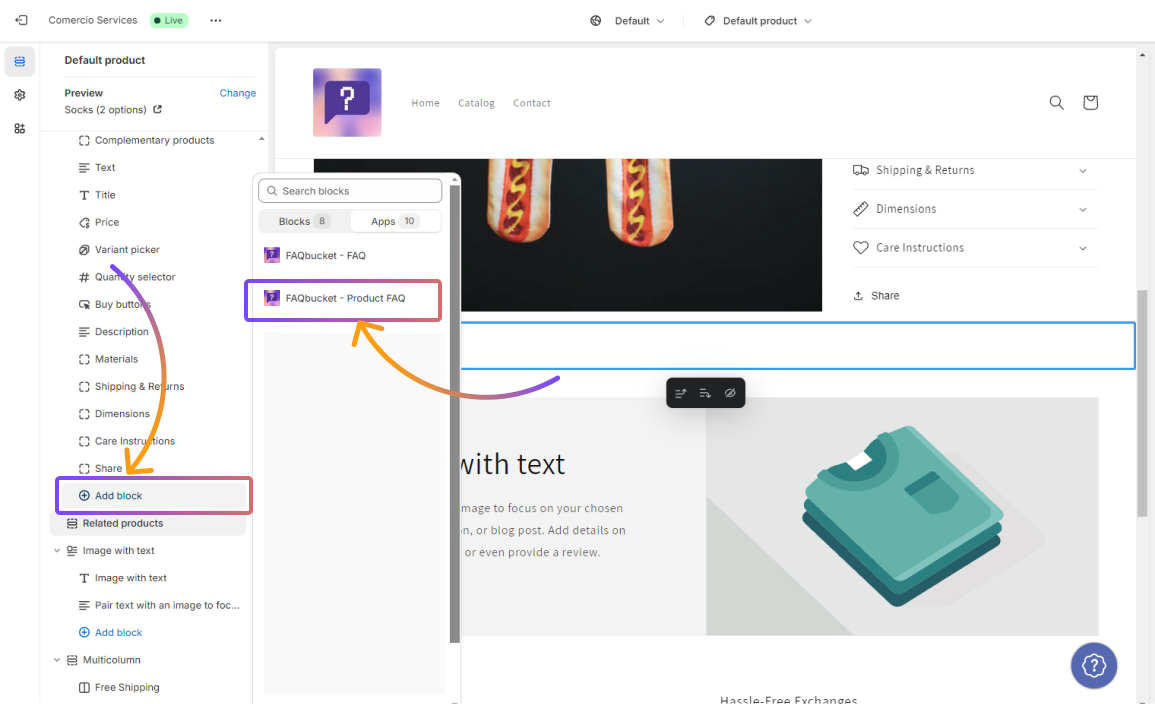 Comercio Services
Live
Default
Default product
Default product
Preview
Change
Socks (2 options)
Complementary products
Text
Title
Price
Variant picker
Quantity selector
Buy buttons
Description
Materials
Shipping & Returns
Dimensions
Care Instructions
Share
Add block
Related products
Image with text
Image with text
Pair text with an image to foc...
Add block
Multicolumn
Free Shipping
Search blocks
Blocks 8
Apps 10
FAQbucket - FAQ
FAQbucket - Product FAQ
?
Home
Catalog
Contact
Shipping & Returns
Dimensions
Care Instructions
Share
with text
mage to focus on your chosen
n, or blog post. Add details on
or even provide a review.
Hassle-Free Exchanges
?